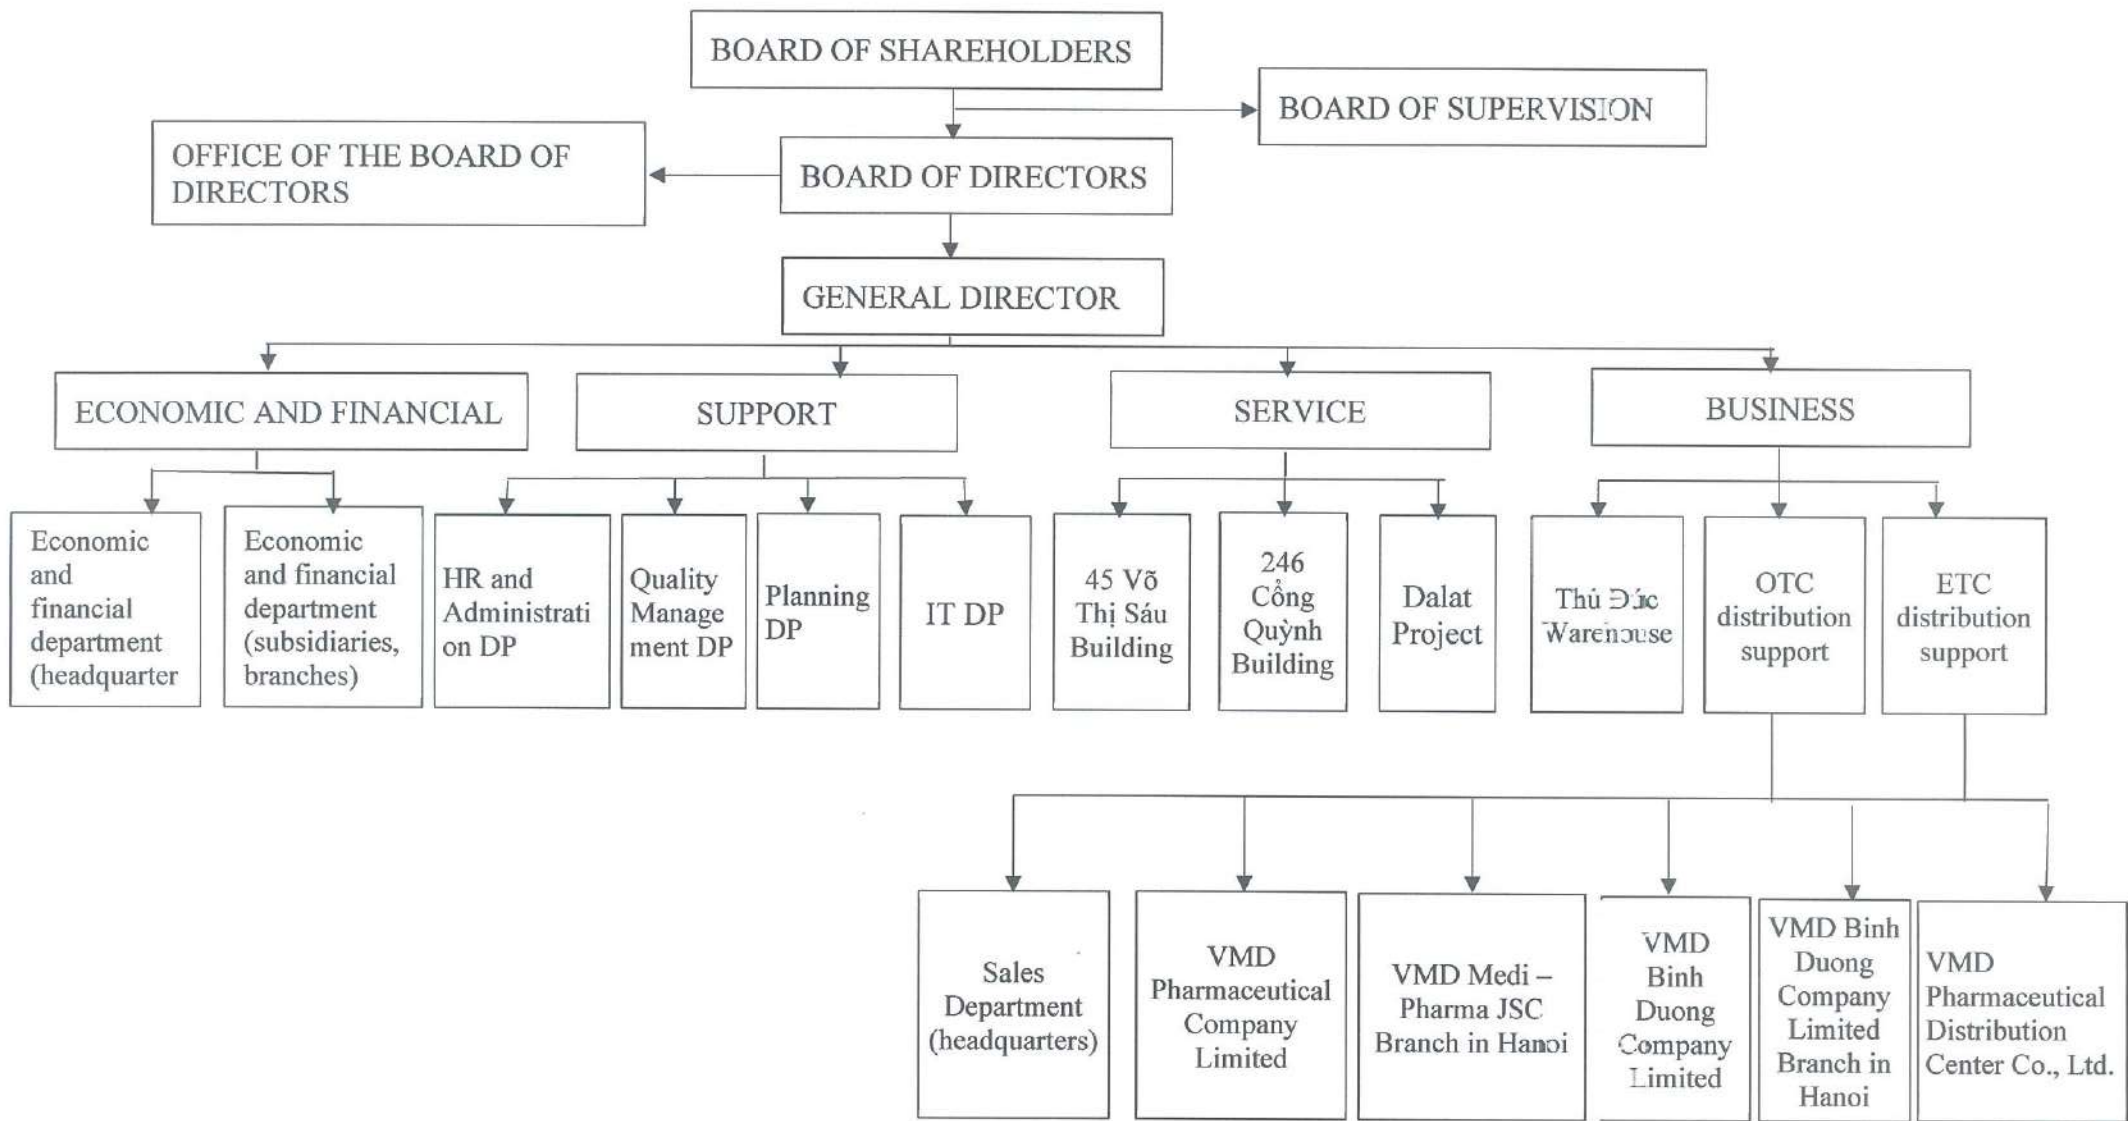 BOARD OF SHAREHOLDERS
BOARD OF SUPERVISION
OFFICE OF THE BOARD OF
DIRECTORS
BOARD OF DIRECTORS
GENERAL DIRECTOR
ECONOMIC AND FINANCIAL
SUPPORT
SERVICE
BUSINESS
Economic
and
financial
department
(headquarter
Economic
and financial
department
(subsidiaries,
branches)
HR and
Administrati
on DP
Quality
Manage
ment DP
Planning
DP
IT DP
45 Võ
Thị Sáu
Building
246
Cổng
Quỳnh
Building
Dalat
Project
Thủ Đức
Warehouse
OTC
distribution
support
ETC
distribution
support
Sales
Department
(headquarters)
VMD
Pharmaceutical
Company
Limited
VMD Medi –
Pharma JSC
Branch in Hanoi
VMD
Binh
Duong
Company
Limited
VMD Binh
Duong
Company
Limited
Branch in
Hanoi
VMD
Pharmaceutical
Distribution
Center Co., Ltd.